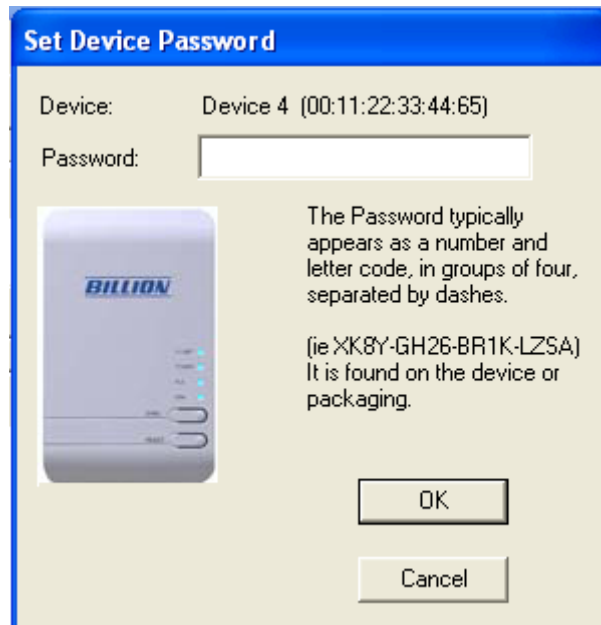 Set Device Password
Device: Device 4 (00:11:22:33:44:65)
Password:
The Password typically
appears as a number and
letter code, in groups of four,
separated by dashes.
(ie XK8Y-GH26-BR1K-LZSA)
It is found on the device or
packaging.
BILLION
OK
Cancel